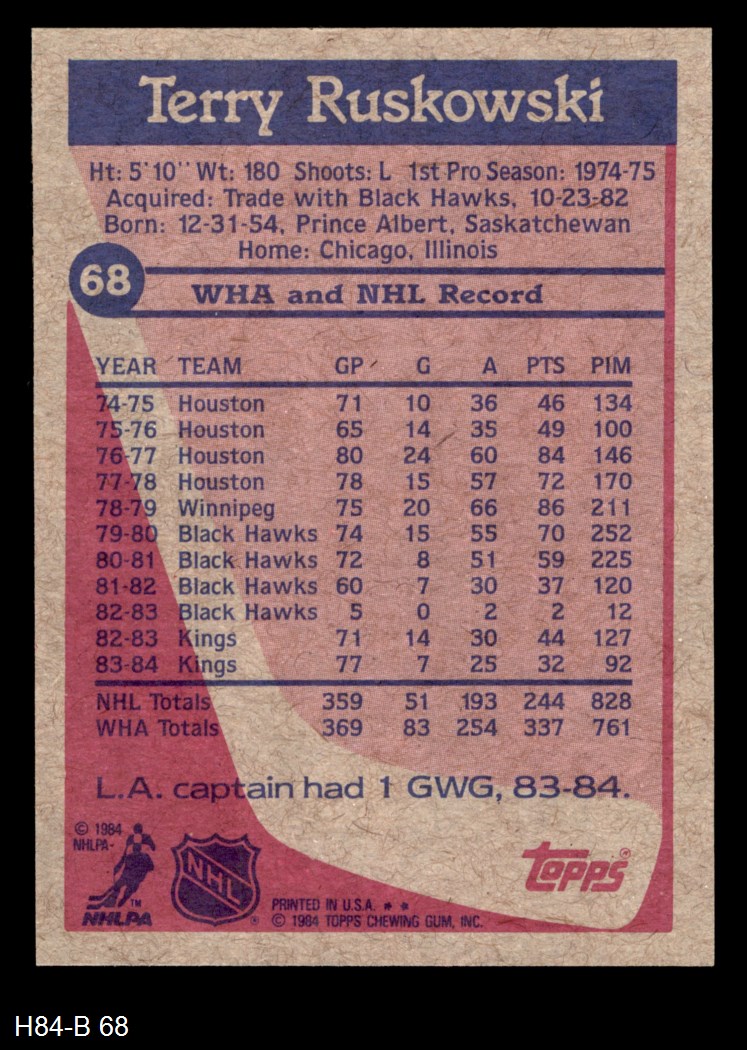 Terry Ruskowski
Ht: 5'10'' Wt: 180 Shoots: L 1st Pro Season: 1974-75
Acquired: Trade with Black Hawks, 10-23-82
Born: 12-31-54, Prince Albert, Saskatchewan
Home: Chicago, Illinois
68
WHA and NHL Record
YEAR TEAM GP G A PTS PIM
74-75 Houston 71 10 36 46 134
75-76 Houston 65 14 35 49 100
76-77 Houston 80 24 60 84 146
77-78 Houston 78 15 57 72 170
78-79 Winnipeg 75 20 66 86 211
79-80 Black Hawks 74 15 55 70 252
80-81 Black Hawks 72 8 51 59 225
81-82 Black Hawks 60 7 30 37 120
82-83 Black Hawks 5 0 2 2 12
82-83 Kings 71 14 30 44 127
83-84 Kings 77 7 25 32 92
NHL Totals 359 51 193 244 828
WHA Totals 369 83 254 337 761
L.A. captain had 1 GWG, 83-84.
© 1984
NHLPA-
TM
NHLPA
NHL
®
topps®
PRINTED IN U.S.A. * *
© 1984 TOPPS CHEWING GUM, INC.
H84-B 68